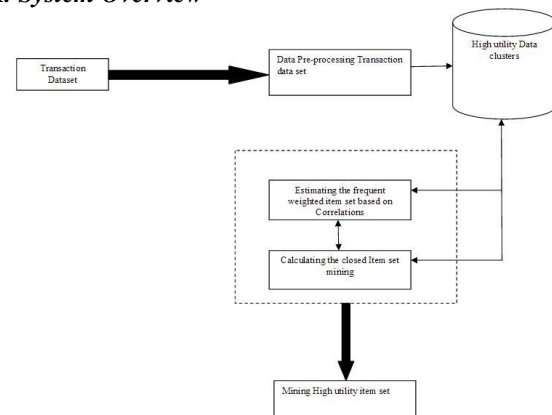 System Overview
High utility Data
clusters
Transaction
Dataset
Data Pre-processing Transaction
data set
Estimating the frequent
weighted item set based on
Correlations
Calculating the closed Item set
mining
Mining High utility item set